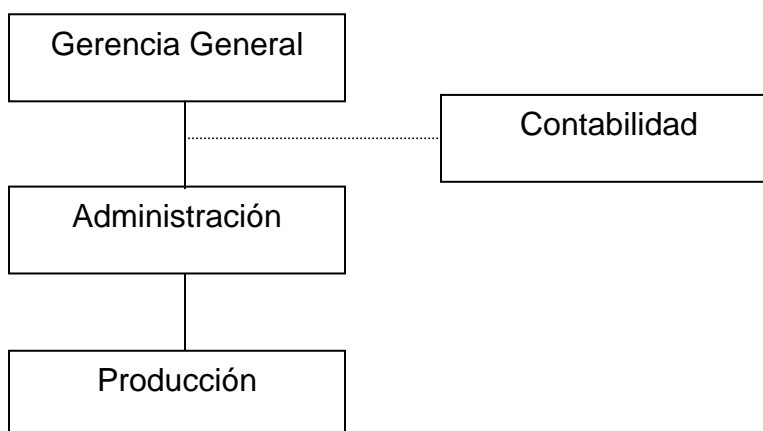 Gerencia General
Contabilidad
Administración
Producción